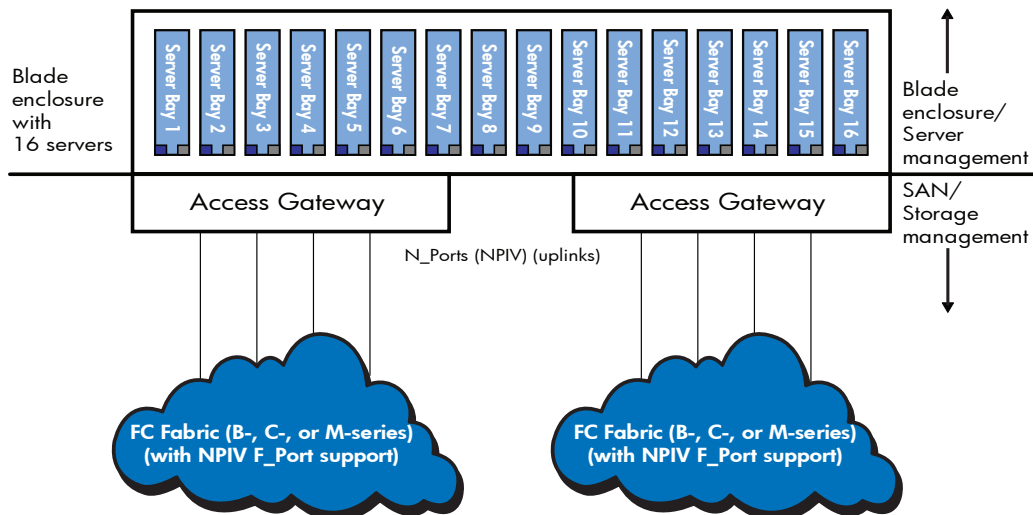 Server Bay 1
Server Bay 2
Server Bay 3
Server Bay 4
Server Bay 5
Server Bay 6
Server Bay 7
Server Bay 8
Server Bay 9
Server Bay 10
Server Bay 11
Server Bay 12
Server Bay 13
Server Bay 14
Server Bay 15
Server Bay 16
Blade
enclosure
with
16 servers
Blade
enclosure/
Server
management
Access Gateway
Access Gateway
SAN/
Storage
management
N_Ports (NPIV) (uplinks)
FC Fabric (B-, C-, or M-series)
(with NPIV F_Port support)
FC Fabric (B-, C-, or M-series)
(with NPIV F_Port support)